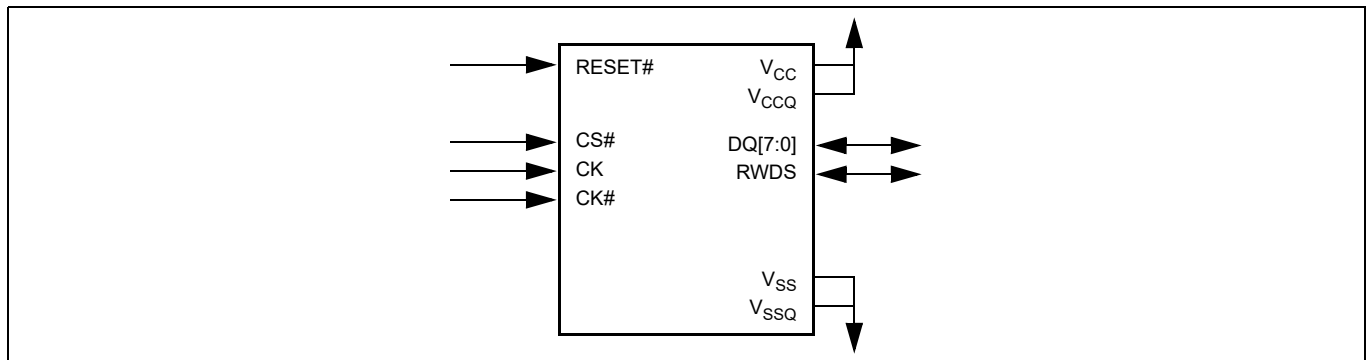 RESET#
CS#
CK
CK#
VCC
VCCQ
DQ[7:0]
RWDS
VSS
VSSQ